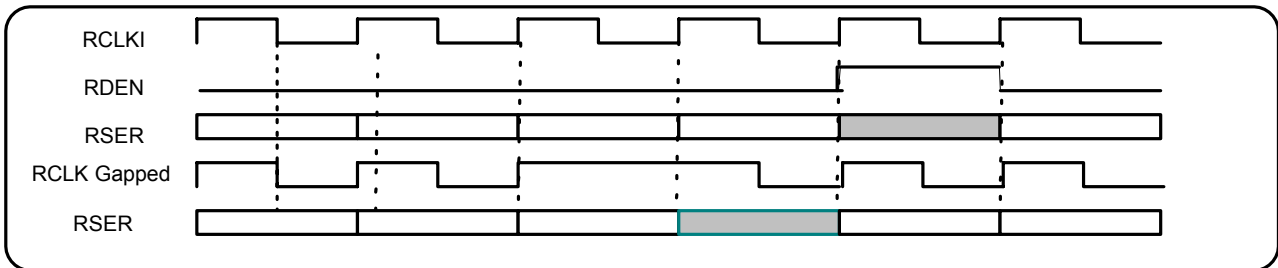 RCLKI
RDEN
RSER
RCLK Gapped
RSER